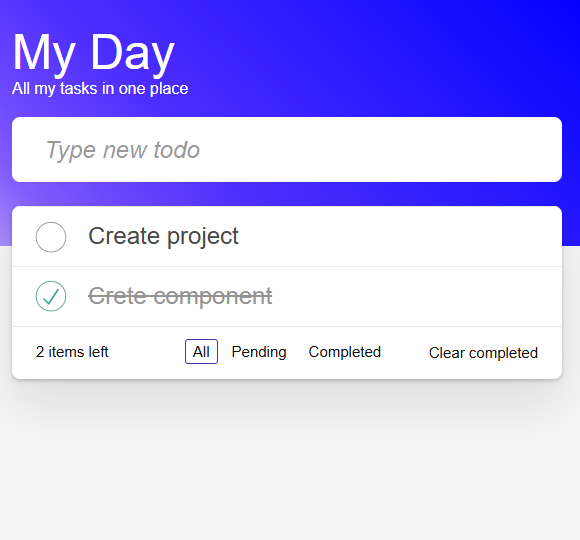 My Day
All my tasks in one place
Type new todo
Create project
Crete component
2 items left All Pending Completed Clear completed